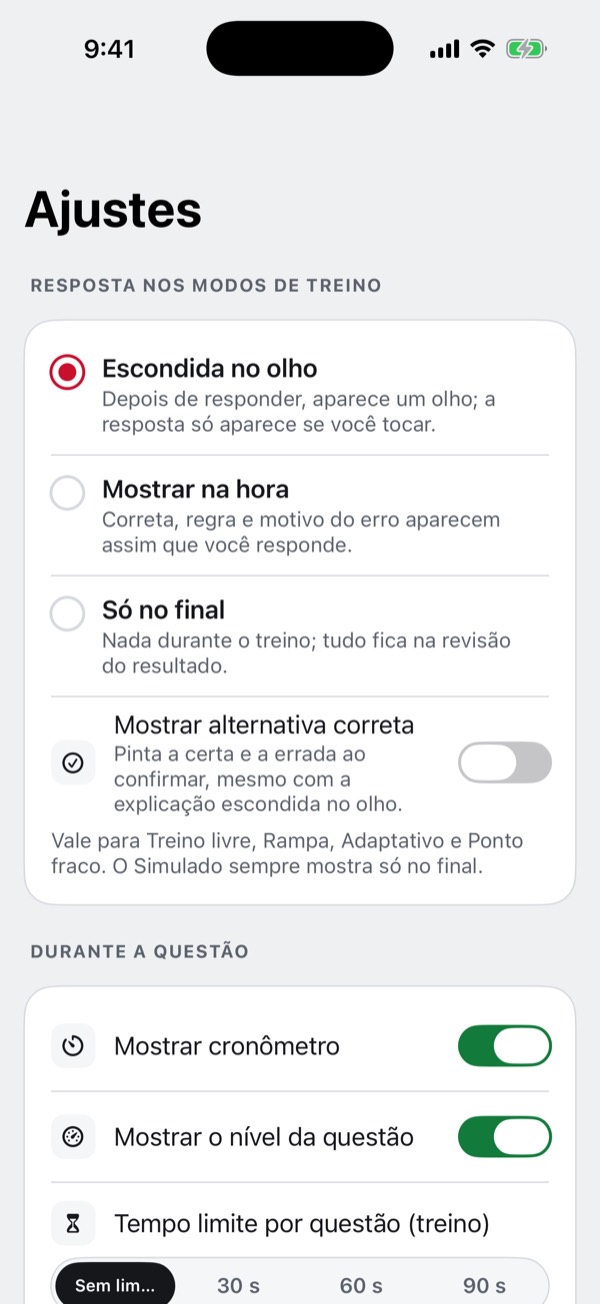 9:41
Ajustes
RESPOSTA NOS MODOS DE TREINO
Escondida no olho
Depois de responder, aparece um olho; a
resposta só aparece se você tocar.
Mostrar na hora
Correta, regra e motivo do erro aparecem
assim que você responde.
Só no final
Nada durante o treino; tudo fica na revisão
do resultado.
Mostrar alternativa correta
Pinta a certa e a errada ao
confirmar, mesmo com a
explicação escondida no olho.
Vale para Treino livre, Rampa, Adaptativo e Ponto
fraco. O Simulado sempre mostra só no final.
DURANTE A QUESTÃO
Mostrar cronômetro
Mostrar o nível da questão
Tempo limite por questão (treino)
Sem lim... 30 s 60 s 90 s